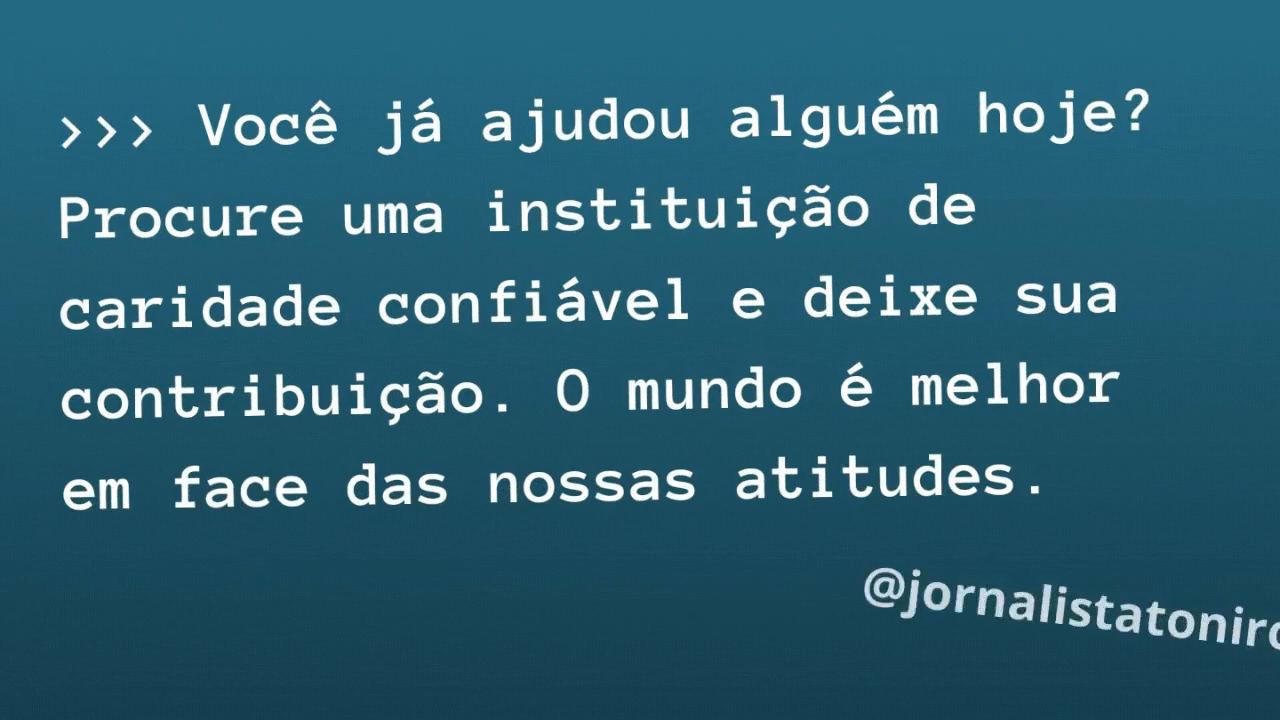 >>> Você já ajudou alguém hoje?
Procure uma instituição de
caridade confiável e deixe sua
contribuição. O mundo é melhor
em face das nossas atitudes.